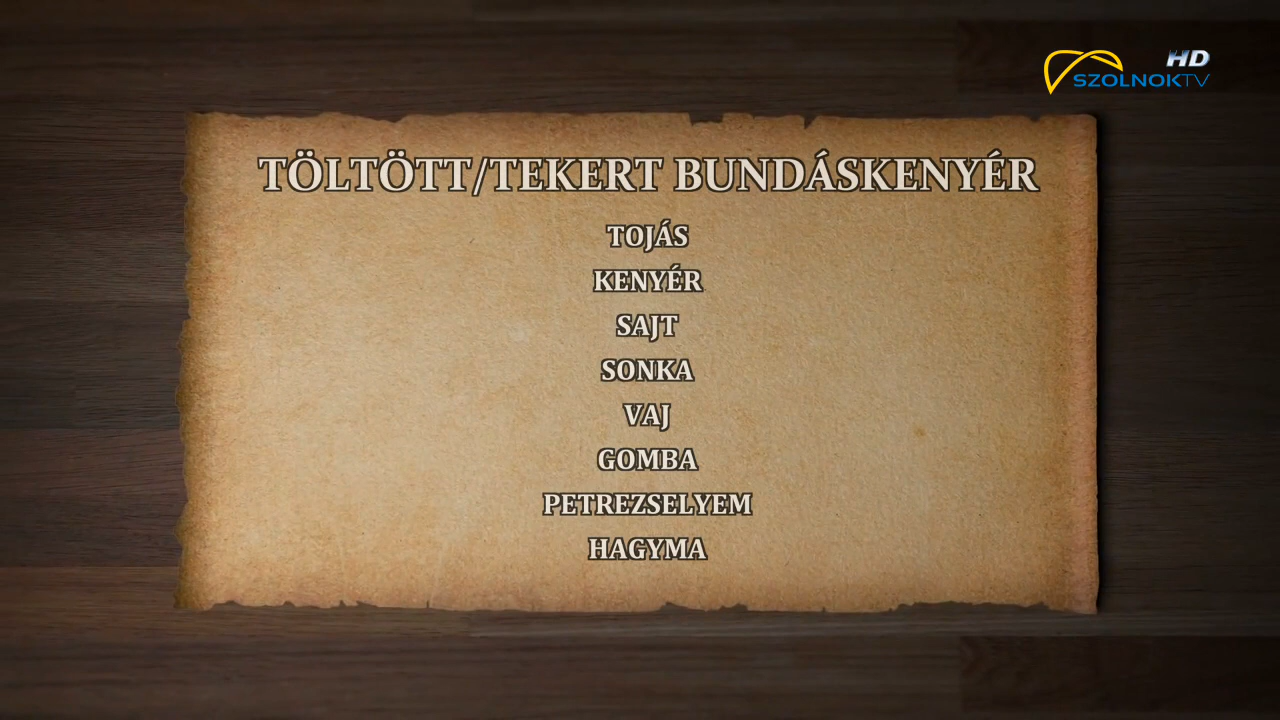 HD
SZOLNOKTV
TÖLTÖTT/TEKERT BUNDÁSKENYÉR
TOJÁS
KENYÉR
SAJT
SONKA
VAJ
GOMBA
PETREZSELYEM
HAGYMA